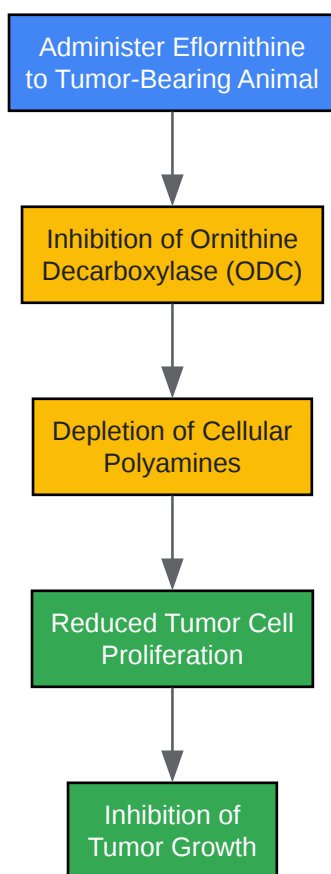 Administer Eflornithine
to Tumor-Bearing Animal
Inhibition of Ornithine
Decarboxylase (ODC)
Depletion of Cellular
Polyamines
Reduced Tumor Cell
Proliferation
Inhibition of
Tumor Growth